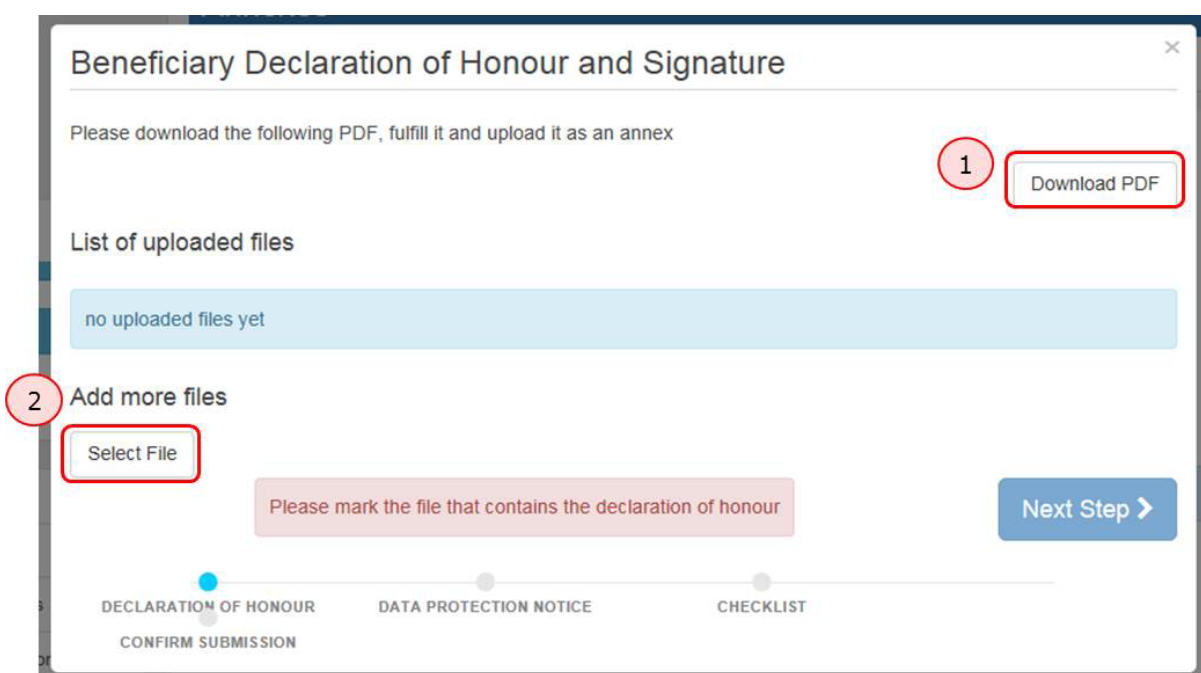 Beneficiary Declaration of Honour and Signature
×
Please download the following PDF, fulfill it and upload it as an annex
1
Download PDF
List of uploaded files
no uploaded files yet
2
Add more files
Select File
Please mark the file that contains the declaration of honour
Next Step
DECLARATION OF HONOUR
DATA PROTECTION NOTICE
CHECKLIST
CONFIRM SUBMISSION